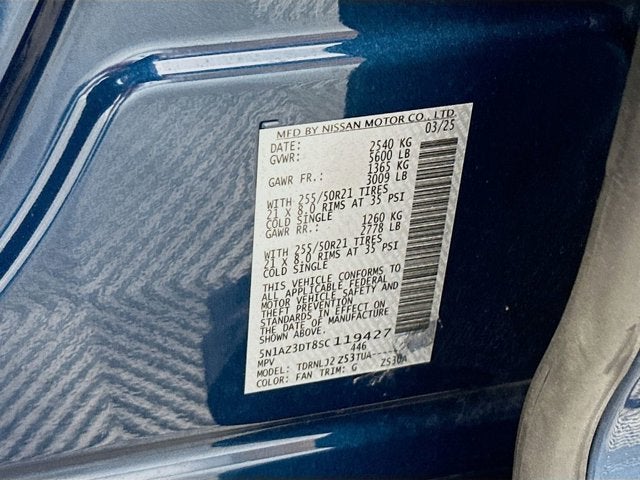 MFD BY NISSAN MOTOR CO., LTD.
DATE: 03/25
GVWR: 2540 KG
5600 LB
GAWR FR.: 1365 KG
3009 LB
WITH 255/50R21 TIRES
21 X 8.0 RIMS AT 35 PSI
COLD SINGLE
GAWR RR.: 1260 KG
2778 LB
WITH 255/50R21 TIRES
21 X 8.0 RIMS AT 35 PSI
COLD SINGLE
THIS VEHICLE CONFORMS TO
ALL APPLICABLE FEDERAL
MOTOR VEHICLE SAFETY AND
THEFT PREVENTION
STANDARDS IN EFFECT ON
THE DATE OF MANUFACTURE
SHOWN ABOVE.
5N1AZ3DT8SC119427
MPV 446
MODEL: TDRNLJ2 Z53TUA
COLOR: FAN TRIM: G Z530A